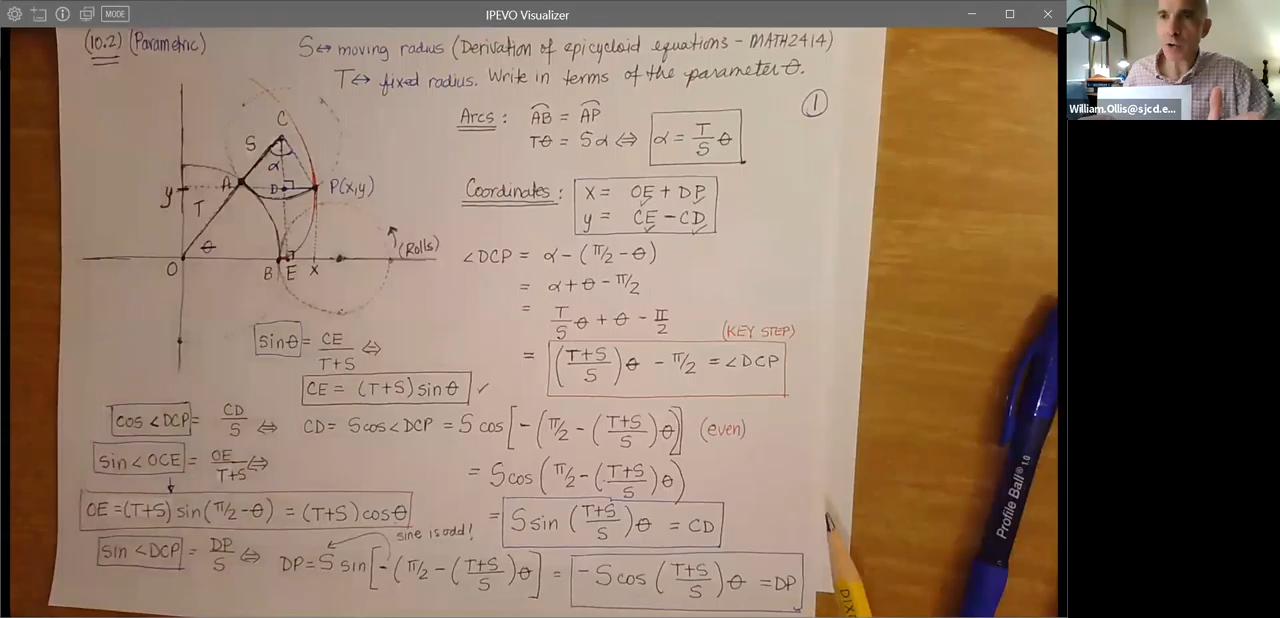 MODE
IPEVO Visualizer
(10.2) (Parametric)
S↔ moving radius (Derivation of epicycloid equations - MATH2414)
T↔ fixed radius. Write in terms of the parameter θ.
①
Arcs: ⌢AB = ⌢AP
Tθ = Sα ⇔ α = T/S θ
Coordinates: x = OE + DP
y = CE − CD
C
S
α
A
D
P(x,y)
y
T
θ
(Rolls)
O
B
E
x
∠DCP = α − (π/2 − θ)
= α + θ − π/2
= T/S θ + θ − π/2
(KEY STEP)
= ((T+S)/S)θ − π/2 = ∠DCP
sinθ = CE/(T+S) ⇔
CE = (T+S) sinθ ✓
cos∠DCP = CD/S ⇔ CD = S cos∠DCP = S cos[−(π/2 − ((T+S)/S)θ)] (even)
sin∠OCE = OE/(T+S) ⇔
= S cos(π/2 − ((T+S)/S)θ)
OE = (T+S) sin(π/2 − θ) = (T+S) cosθ
= S sin((T+S)/S)θ = CD
sine is odd!
sin∠DCP = DP/S ⇔ DP = S sin[−(π/2 − ((T+S)/S)θ)] = −S cos((T+S)/S)θ = DP
Profile Ball® 1.0
DIX
William.Ollis@sjcd.e...